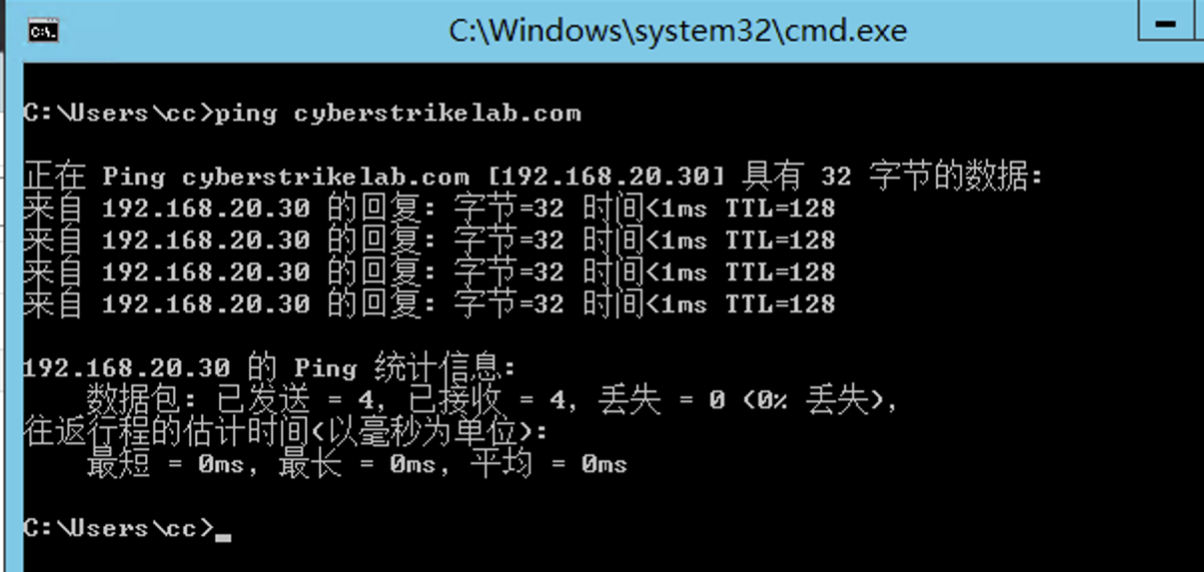 C:\Windows\system32\cmd.exe
C:\Users\cc>ping cyberstrikelab.com
正在 Ping cyberstrikelab.com [192.168.20.30] 具有 32 字节的数据:
来自 192.168.20.30 的回复: 字节=32 时间<1ms TTL=128
来自 192.168.20.30 的回复: 字节=32 时间<1ms TTL=128
来自 192.168.20.30 的回复: 字节=32 时间<1ms TTL=128
来自 192.168.20.30 的回复: 字节=32 时间<1ms TTL=128
192.168.20.30 的 Ping 统计信息:
数据包: 已发送 = 4, 已接收 = 4, 丢失 = 0 (0% 丢失),
往返行程的估计时间(以毫秒为单位):
最短 = 0ms, 最长 = 0ms, 平均 = 0ms
C:\Users\cc>